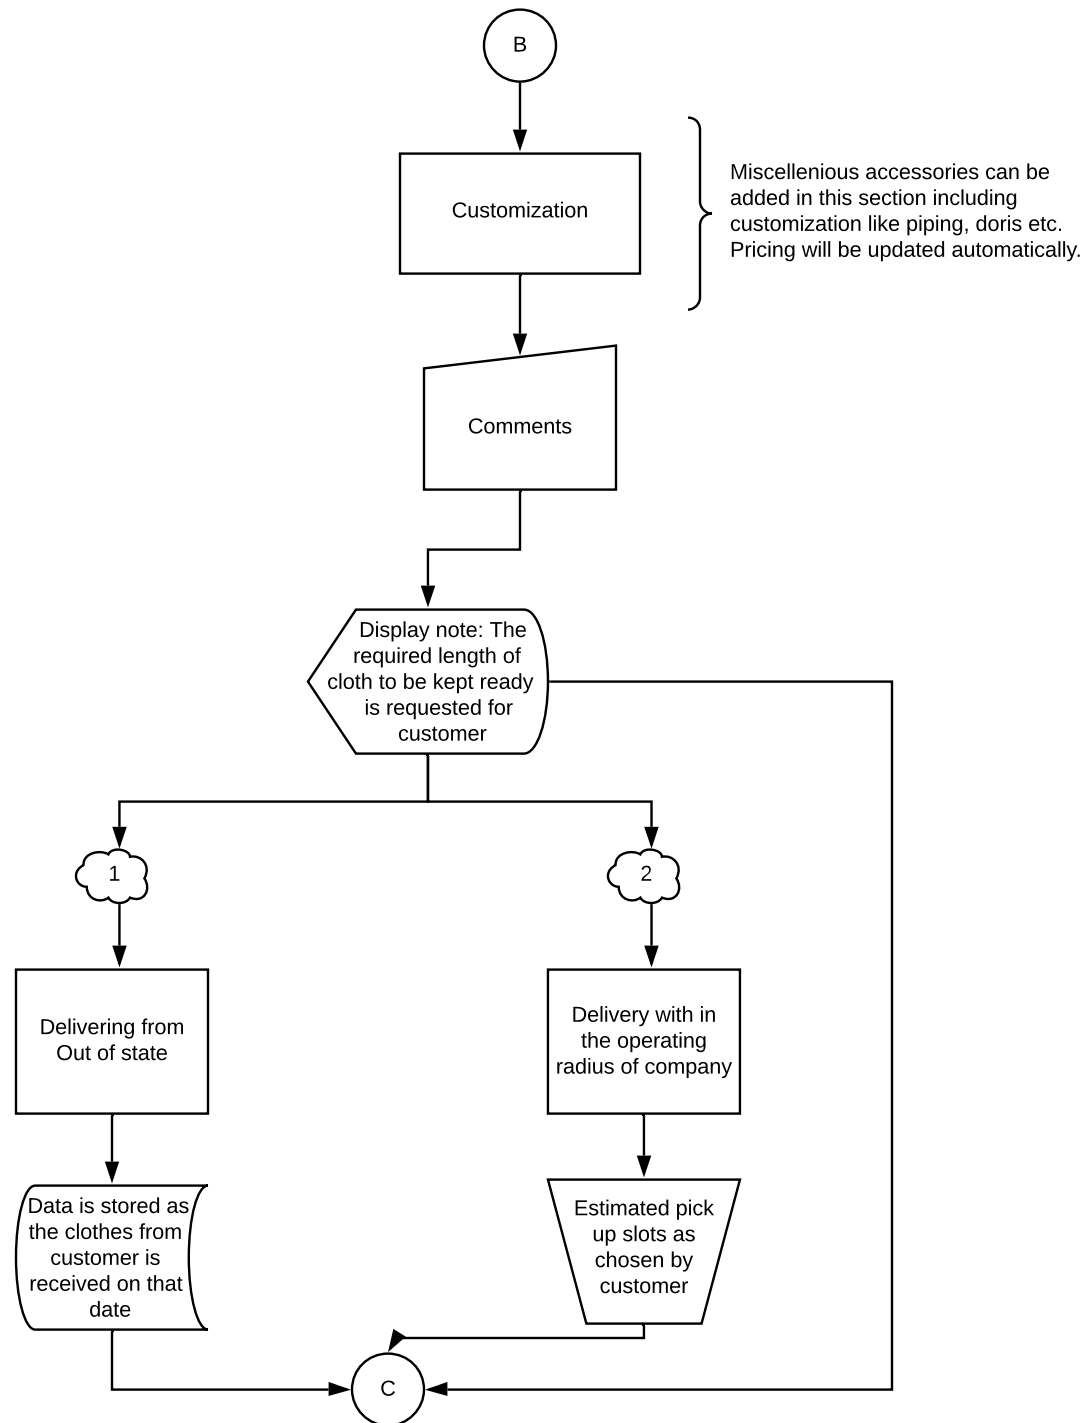 B
Customization
Miscellenious accessories can be
added in this section including
customization like piping, doris etc.
Pricing will be updated automatically.
Comments
Display note: The
required length of
cloth to be kept ready
is requested for
customer
1
2
Delivering from
Out of state
Delivery with in
the operating
radius of company
Data is stored as
the clothes from
customer is
received on that
date
Estimated pick
up slots as
chosen by
customer
C